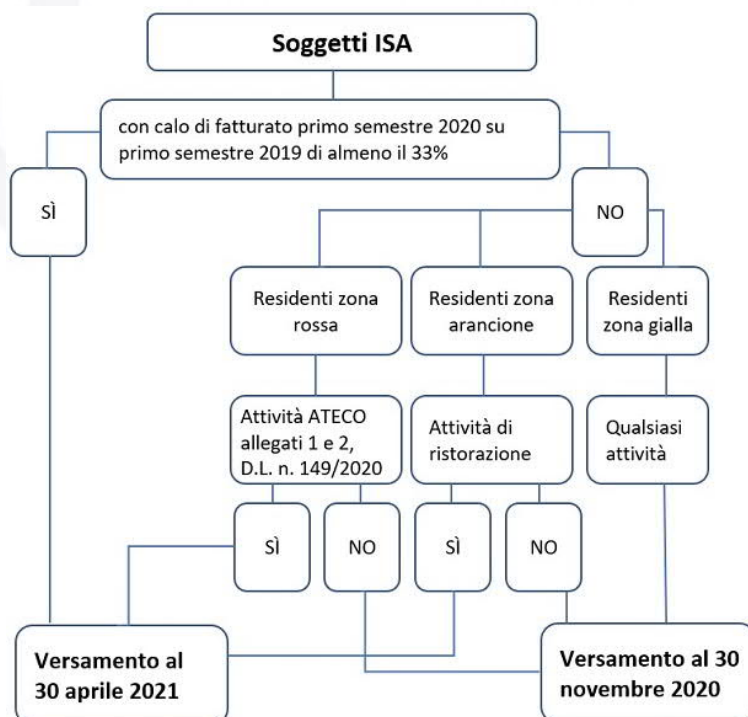 Soggetti ISA
con calo di fatturato primo semestre 2020 su
primo semestre 2019 di almeno il 33%
SÌ
NO
Residenti zona
rossa
Residenti zona
arancione
Residenti
zona gialla
Attività ATECO
allegati 1 e 2,
D.L. n. 149/2020
Attività di
ristorazione
Qualsiasi
attività
SÌ
NO
SÌ
NO
Versamento al
30 aprile 2021
Versamento al 30
novembre 2020